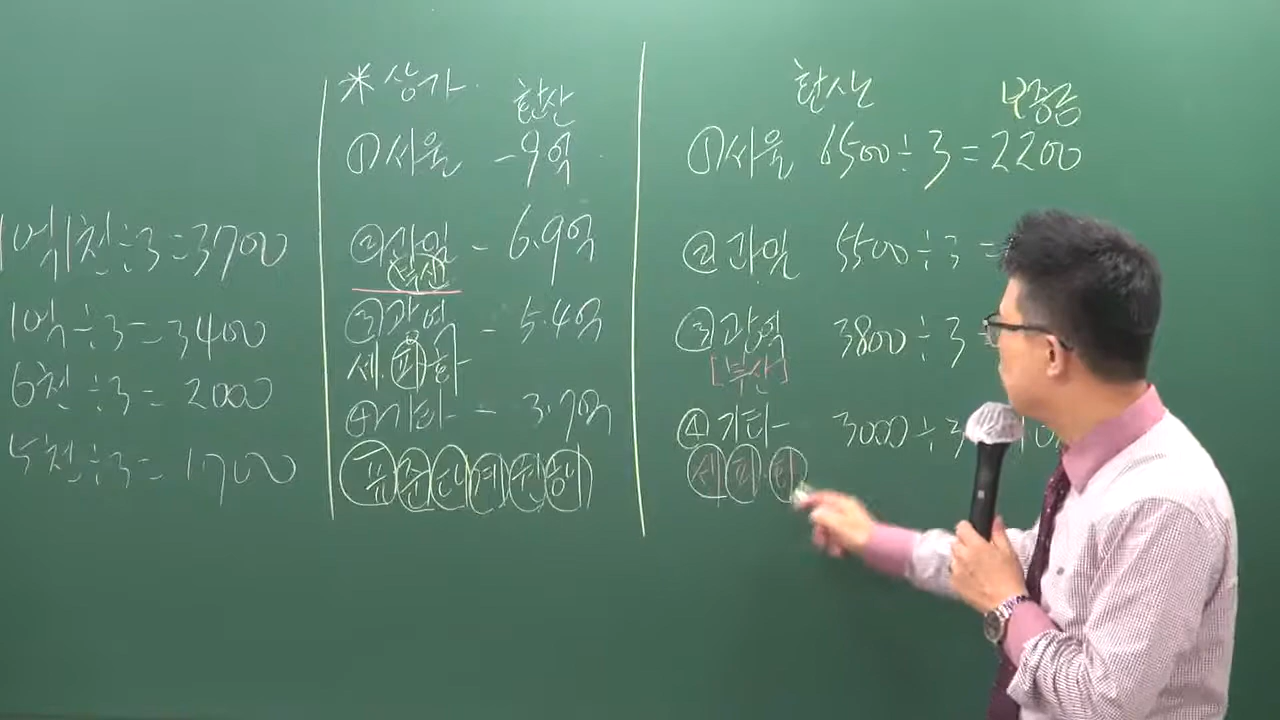 1억1천÷3=3700
1억÷3=3400
6천÷3=2000
5천÷3=1700
※상가.
환산
①서울 -9억
②과밀 - 6.9억
(부산)
③광역 - 5.4억
세.파화
④기타 - 3.7억
표준
환산 보증금
①서울 6500÷3=2200
②과밀 5500÷3=
③광역 3800÷3=
[부산]
④기타 3000÷3
세 파 화